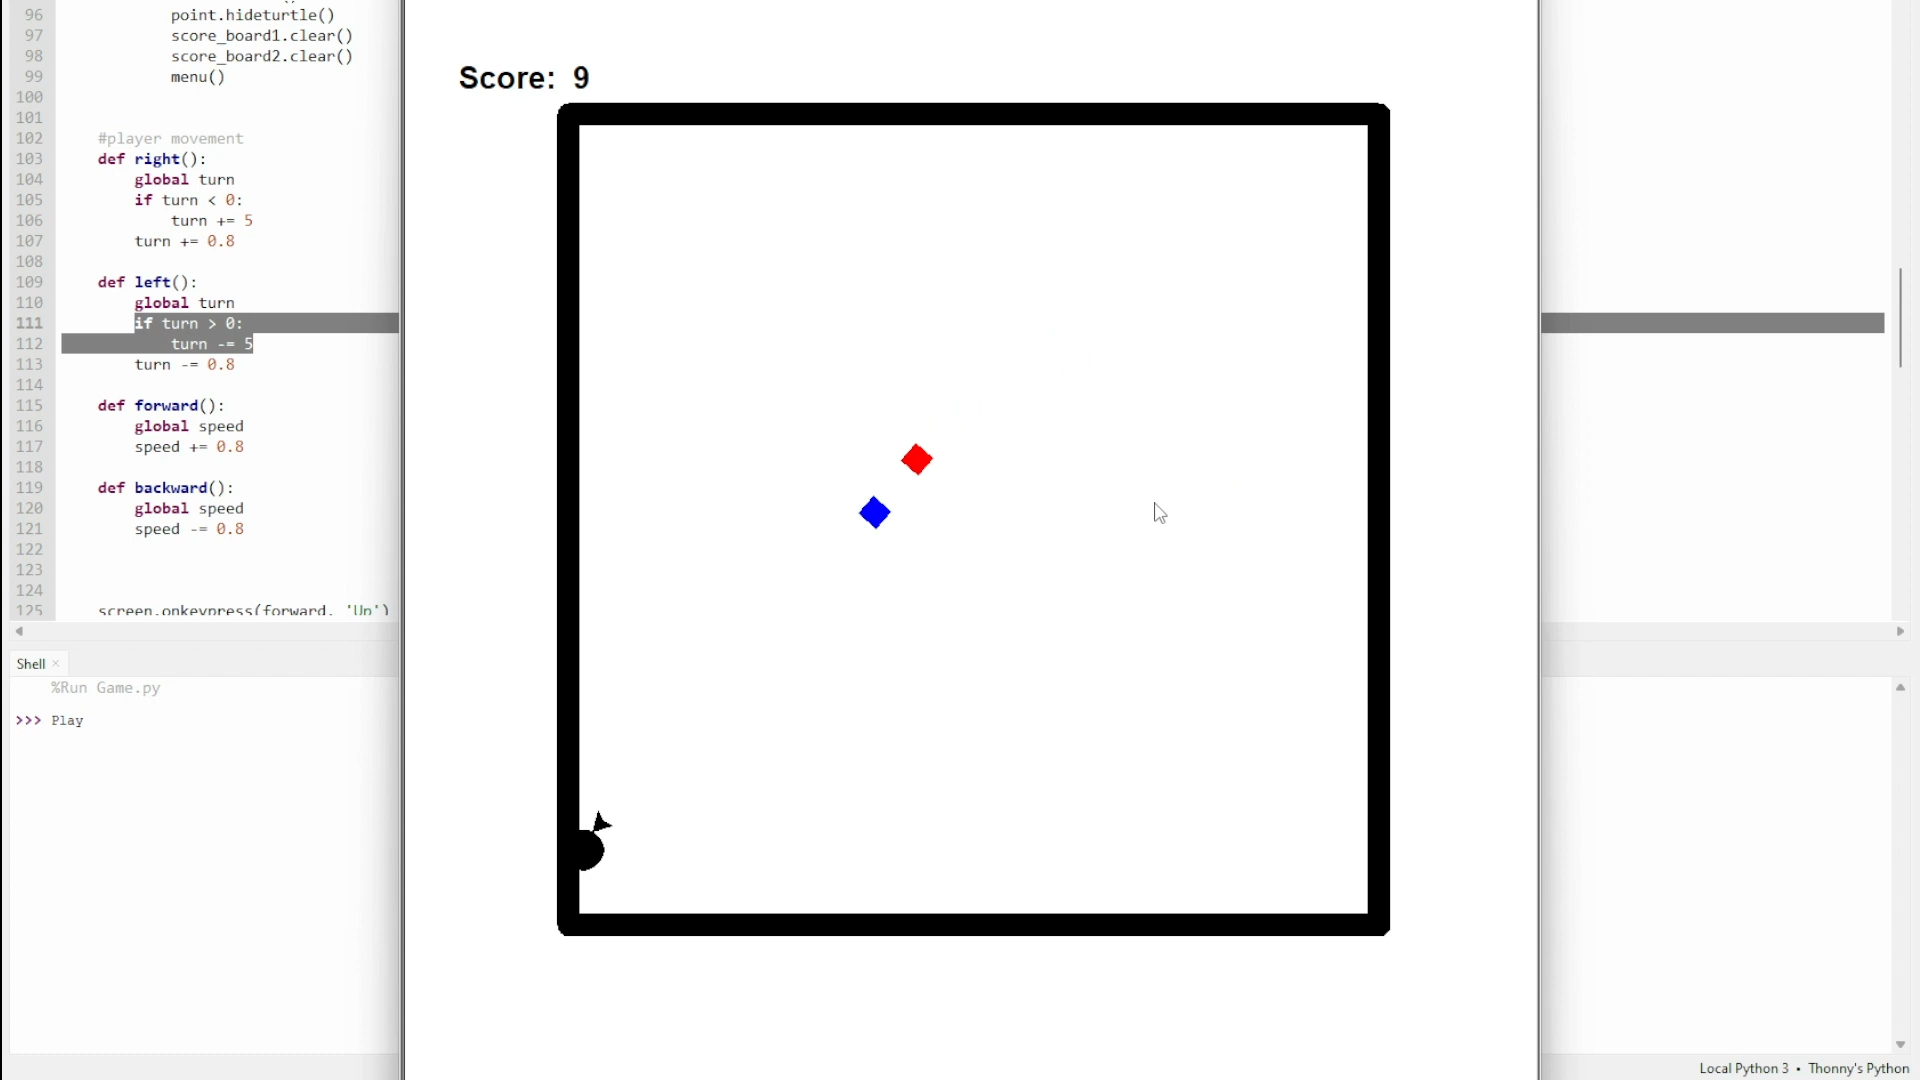 96 point.hideturtle()
97 score_board1.clear()
98 score_board2.clear()
99 menu()
100
101
102 #player movement
103 def right():
104 global turn
105 if turn < 0:
106 turn += 5
107 turn += 0.8
108
109 def left():
110 global turn
111 if turn > 0:
112 turn -= 5
113 turn -= 0.8
114
115 def forward():
116 global speed
117 speed += 0.8
118
119 def backward():
120 global speed
121 speed -= 0.8
122
123
124
125 screen.onkeypress(forward, 'Up')
Score: 9
Shell ×
%Run Game.py
>>> Play
Local Python 3 • Thonny's Python